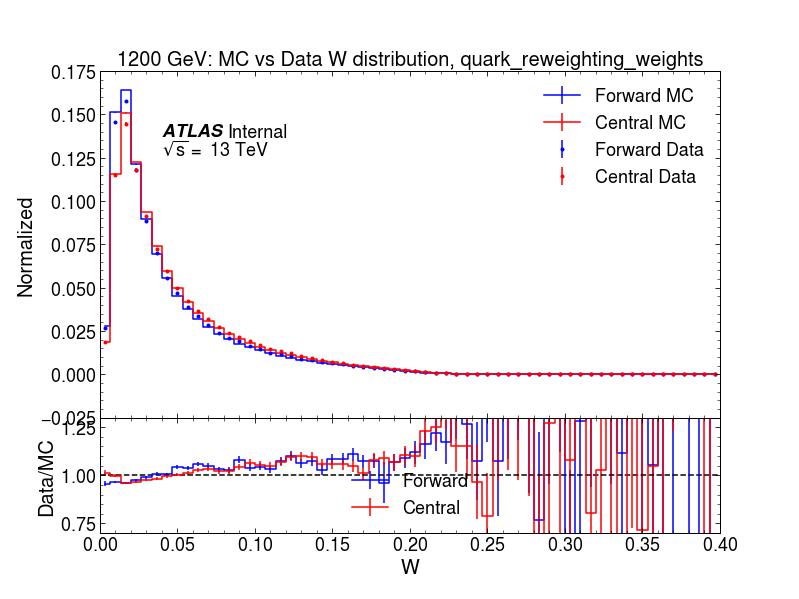 1200 GeV: MC vs Data W distribution, quark_reweighting_weights
0.175
0.150
0.125
0.100
0.075
0.050
0.025
0.000
−0.025
Normalized
ATLAS Internal
√s = 13 TeV
Forward MC
Central MC
Forward Data
Central Data
1.25
1.00
0.75
Data/MC
Forward
Central
0.00 0.05 0.10 0.15 0.20 0.25 0.30 0.35 0.40
W